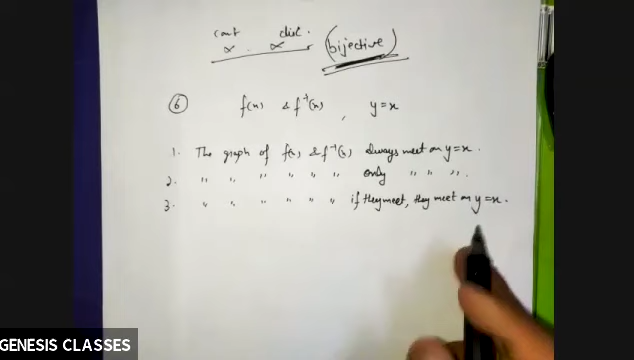 cont disc.
∝ . ∝ (bijective)
⑥ f(x) & f⁻¹(x) , y=x
1. The graph of f(x) & f⁻¹(x) always meet on y=x.
2. " " " " " " only " " ".
3. " " " " " " if they meet, they meet on y=x.
GENESIS CLASSES